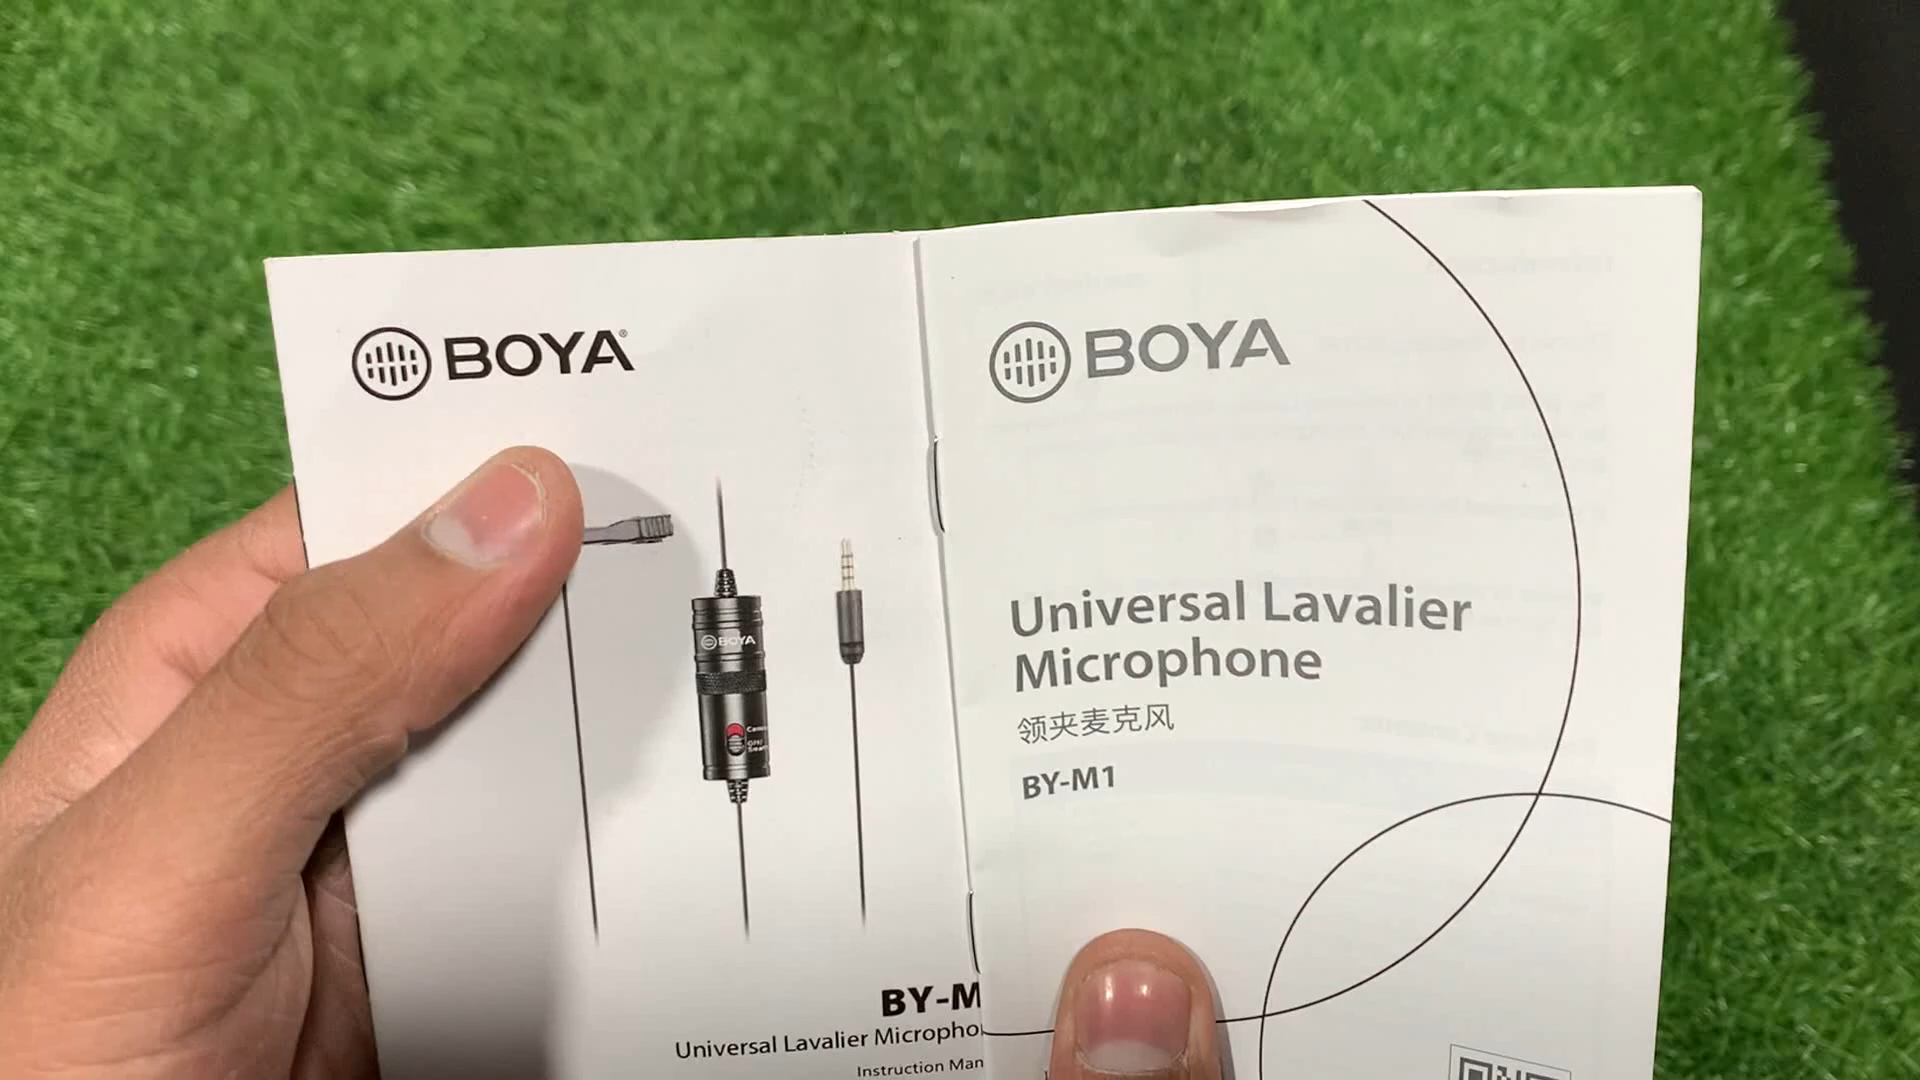 BOYA®
BOYA
BY-M
Universal Lavalier Micropho
Instruction Man
BOYA
Universal Lavalier
Microphone
领夹麦克风
BY-M1